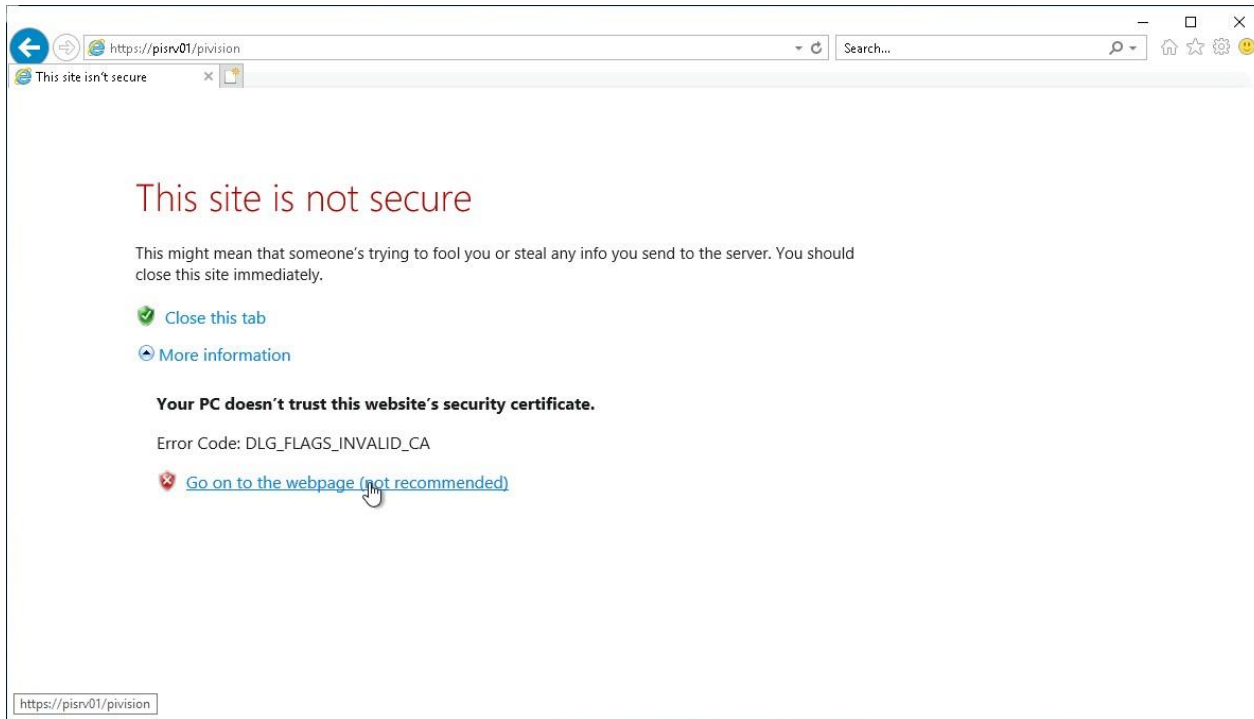 https://pisrv01/pivision
Search...
This site isn't secure
This site is not secure
This might mean that someone's trying to fool you or steal any info you send to the server. You should
close this site immediately.
Close this tab
More information
Your PC doesn't trust this website's security certificate.
Error Code: DLG_FLAGS_INVALID_CA
Go on to the webpage (not recommended)
https://pisrv01/pivision